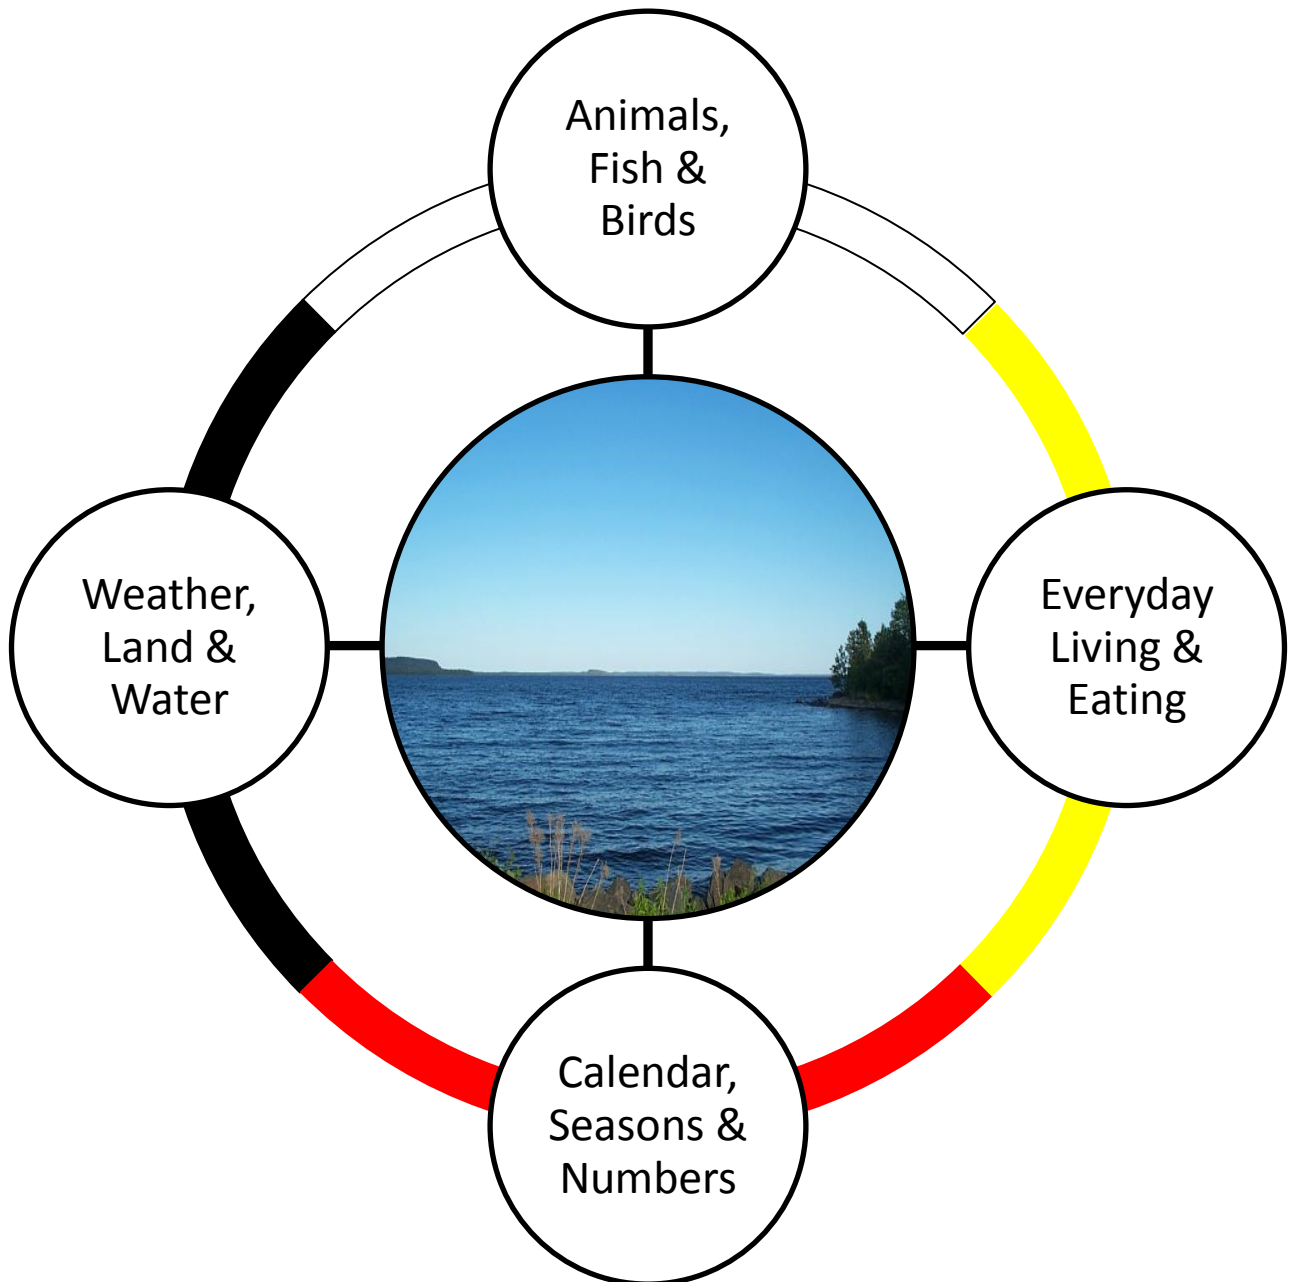 Animals,
Fish &
Birds
Weather,
Land &
Water
Everyday
Living &
Eating
Calendar,
Seasons &
Numbers